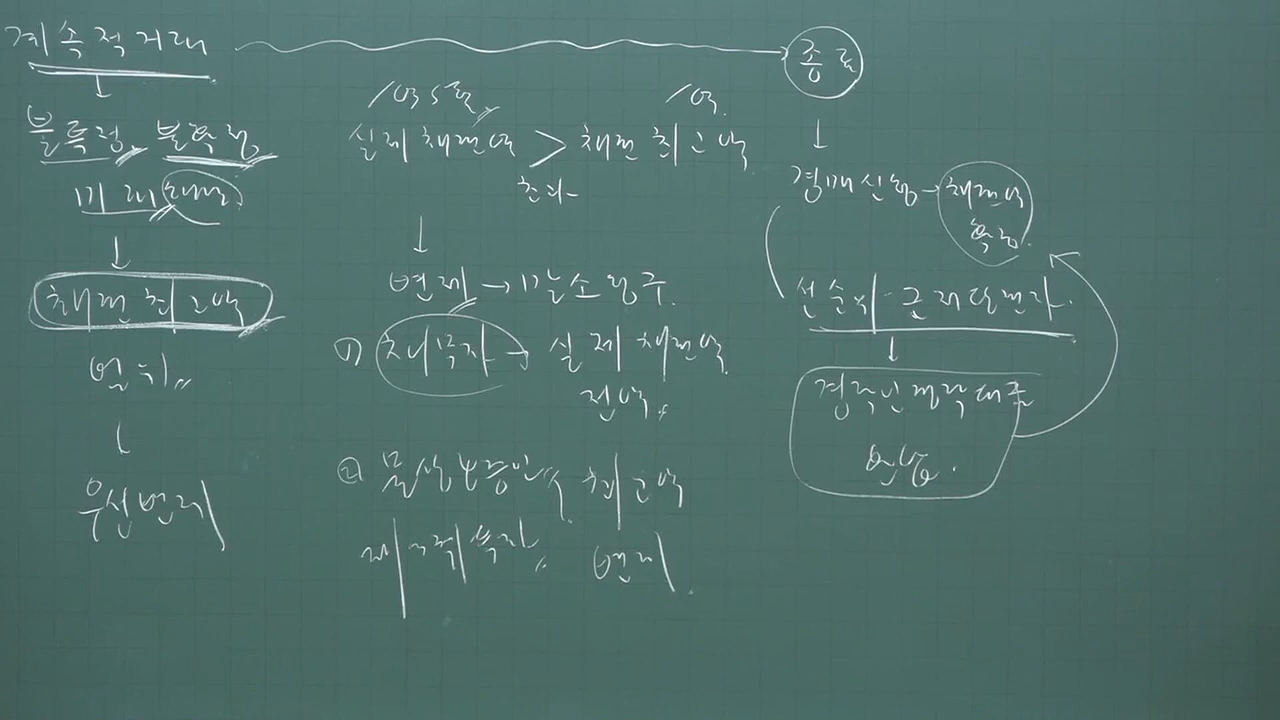 계속적거래
불특정, 불확정
미래채권
채권최고액
범위
우선변제
1억5천
1억
실제채권액 > 채권최고액
초과
변제 → 말소청구
① 채무자 → 실제채권액
전액
② 물상보증인
최고액
제3취득자
변제
종료
경매신청 → 채권액
확정
선순위 근저당권자
경락인 매각대금
완납